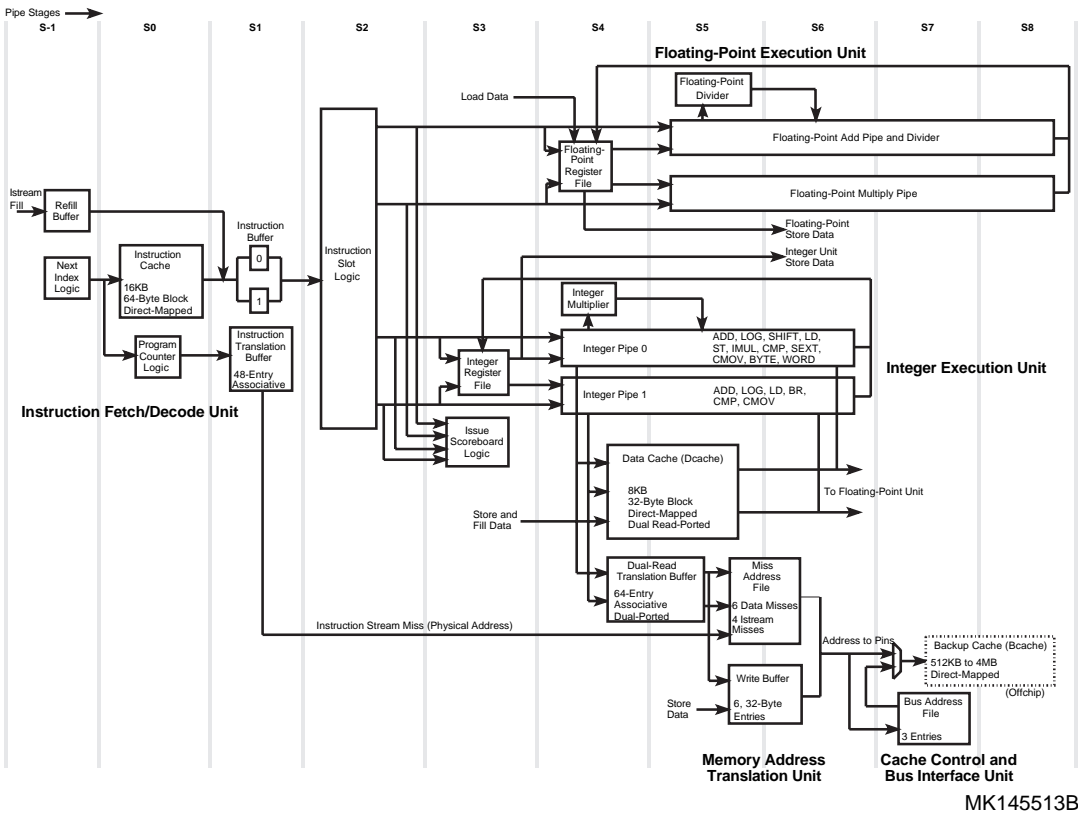 Pipe Stages
S-1 S0 S1 S2 S3 S4 S5 S6 S7 S8
Floating-Point Execution Unit
Load Data
Floating-Point
Divider
Floating-Point Add Pipe and Divider
Floating-
Point
Register
File
Floating-Point Multiply Pipe
Istream
Fill
Refill
Buffer
Floating-Point
Store Data
Integer Unit
Store Data
Next
Index
Logic
Instruction
Cache
16KB
64-Byte Block
Direct-Mapped
Instruction
Buffer
0
1
Instruction
Slot
Logic
Program
Counter
Logic
Instruction
Translation
Buffer
48-Entry
Associative
Instruction Fetch/Decode Unit
Integer
Multiplier
Integer
Register
File
Integer Pipe 0
ADD, LOG, SHIFT, LD,
ST, IMUL, CMP, SEXT,
CMOV, BYTE, WORD
Integer Pipe 1
ADD, LOG, LD, BR,
CMP, CMOV
Integer Execution Unit
Issue
Scoreboard
Logic
Data Cache (Dcache)
8KB
32-Byte Block
Direct-Mapped
Dual Read-Ported
To Floating-Point Unit
Store and
Fill Data
Dual-Read
Translation Buffer
64-Entry
Associative
Dual-Ported
Miss
Address
File
6 Data Misses
4 Istream
Misses
Instruction Stream Miss (Physical Address)
Address to Pins
Backup Cache (Bcache)
512KB to 4MB
Direct-Mapped
(Offchip)
Write Buffer
6, 32-Byte
Entries
Store
Data
Bus Address
File
3 Entries
Memory Address
Translation Unit
Cache Control and
Bus Interface Unit
MK145513B